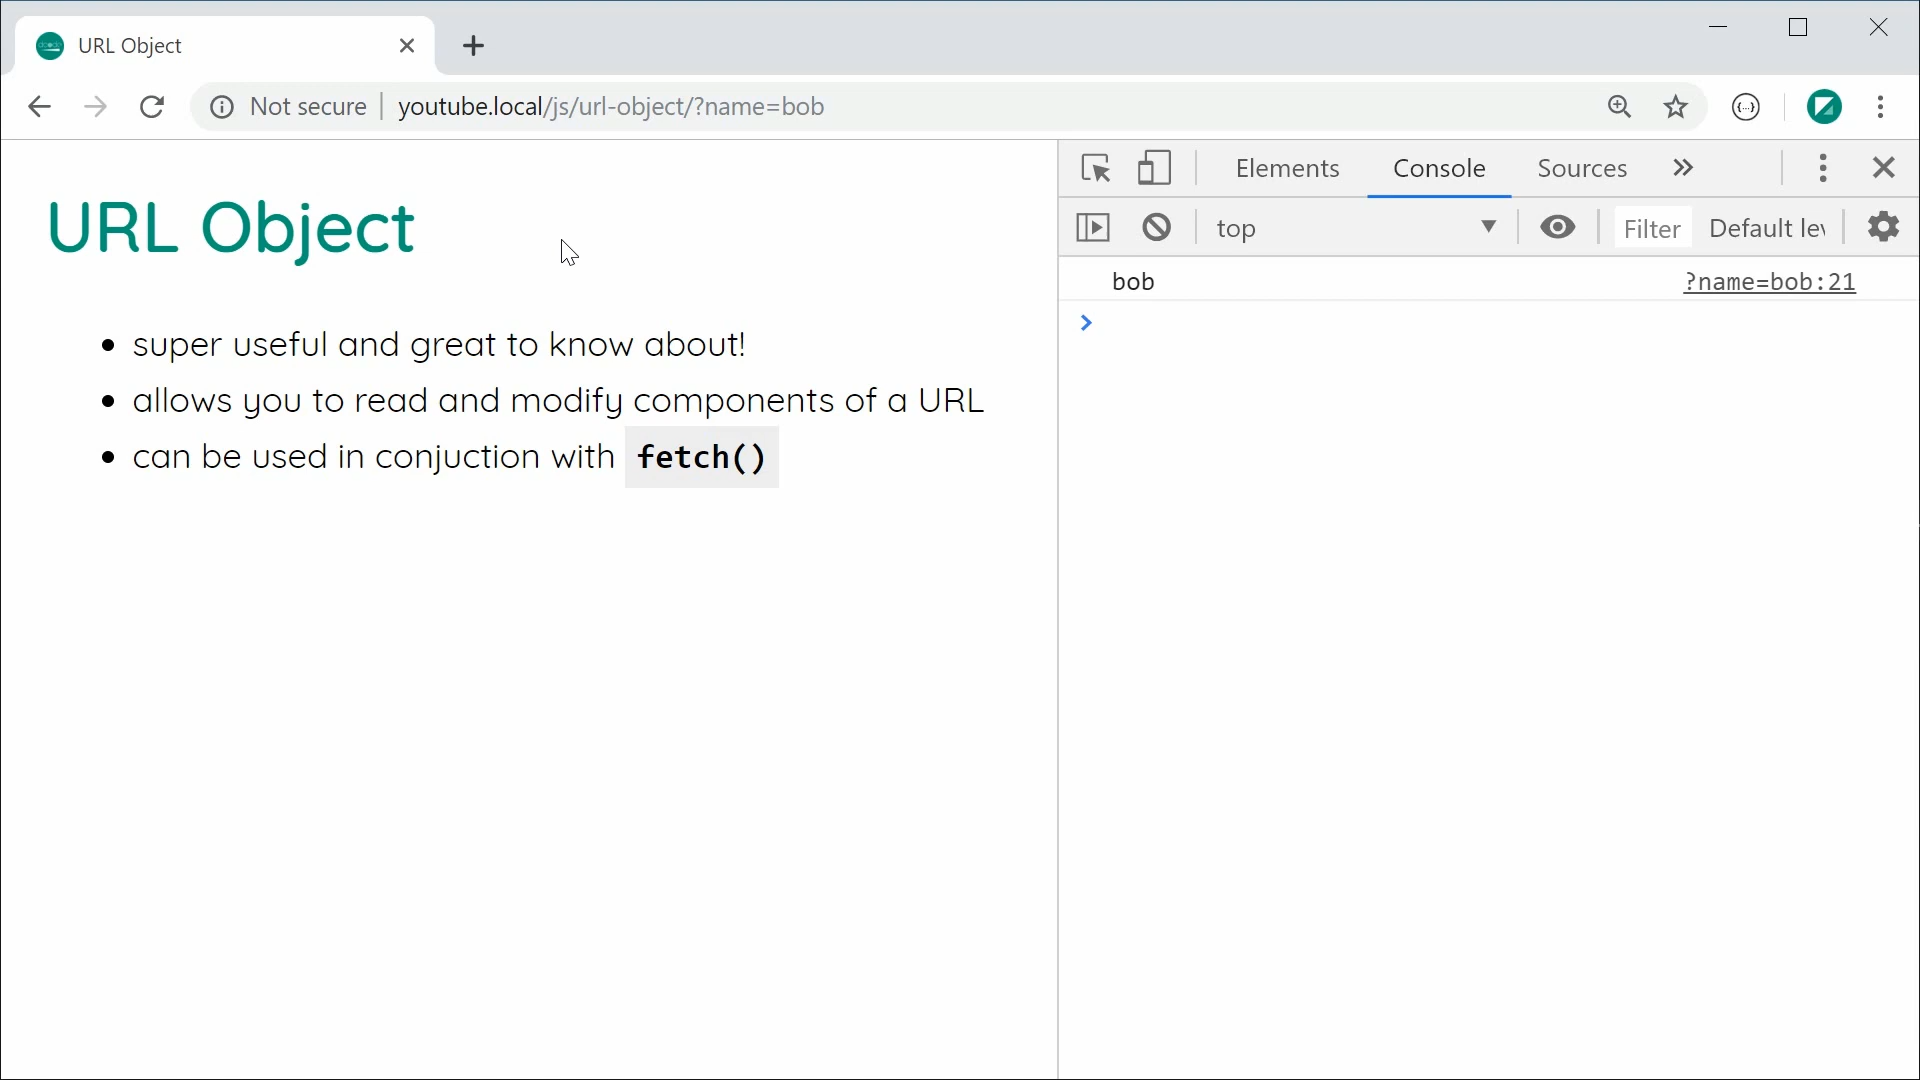 URL Object
Not secure | youtube.local/js/url-object/?name=bob
URL Object
• super useful and great to know about!
• allows you to read and modify components of a URL
• can be used in conjuction with fetch()
Elements Console Sources
top Filter Default lev
bob ?name=bob:21